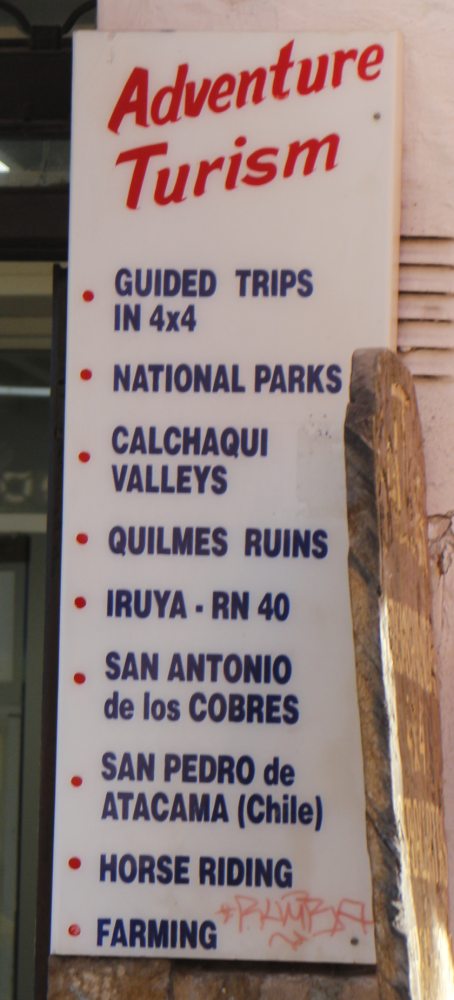 Adventure
Turism
• GUIDED TRIPS
IN 4x4
• NATIONAL PARKS
• CALCHAQUI
VALLEYS
• QUILMES RUINS
• IRUYA - RN 40
• SAN ANTONIO
de los COBRES
• SAN PEDRO de
ATACAMA (Chile)
• HORSE RIDING
• FARMING